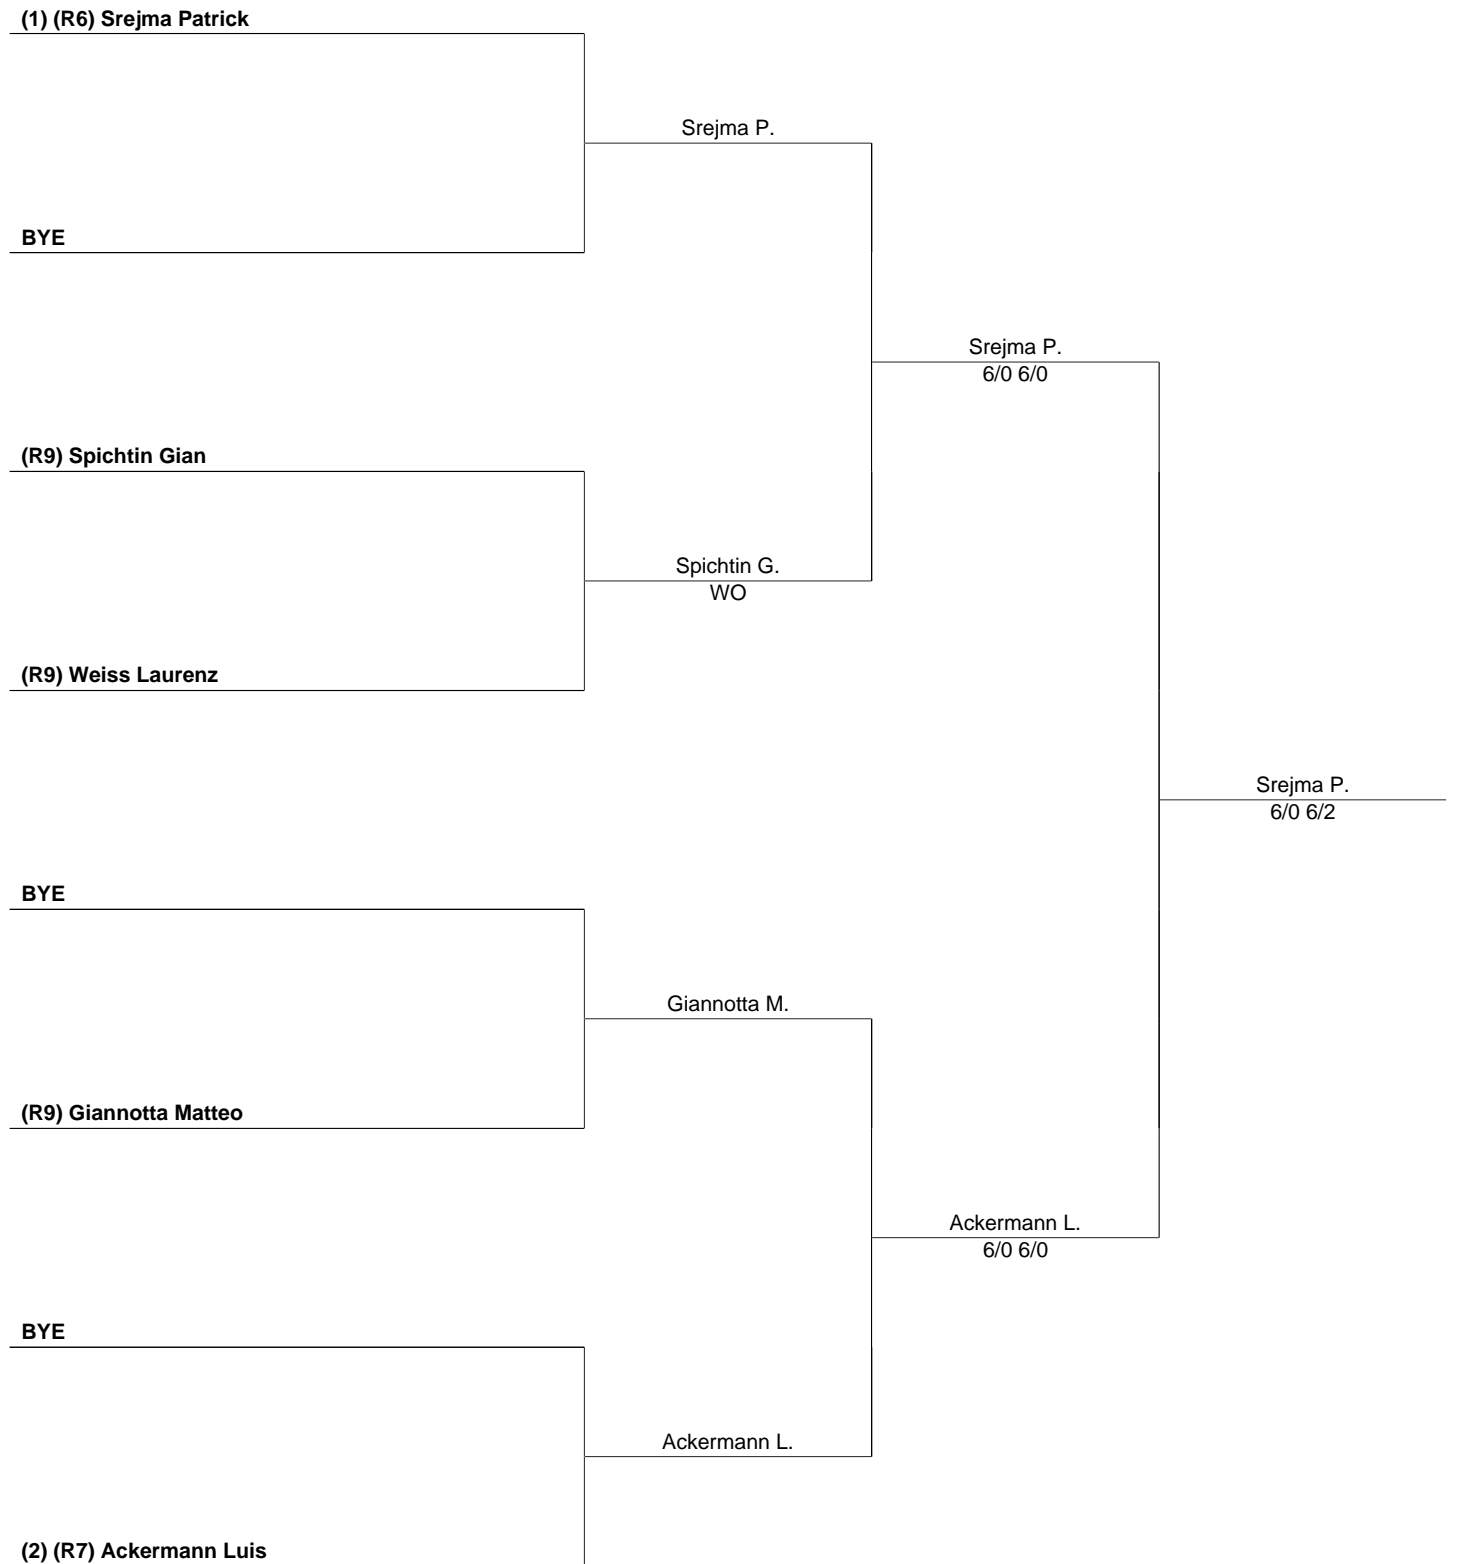 (1) (R6) Srejma Patrick
Srejma P.
BYE
Srejma P.
6/0 6/0
(R9) Spichtin Gian
Spichtin G.
WO
(R9) Weiss Laurenz
Srejma P.
6/0 6/2
BYE
Giannotta M.
(R9) Giannotta Matteo
Ackermann L.
6/0 6/0
BYE
Ackermann L.
(2) (R7) Ackermann Luis